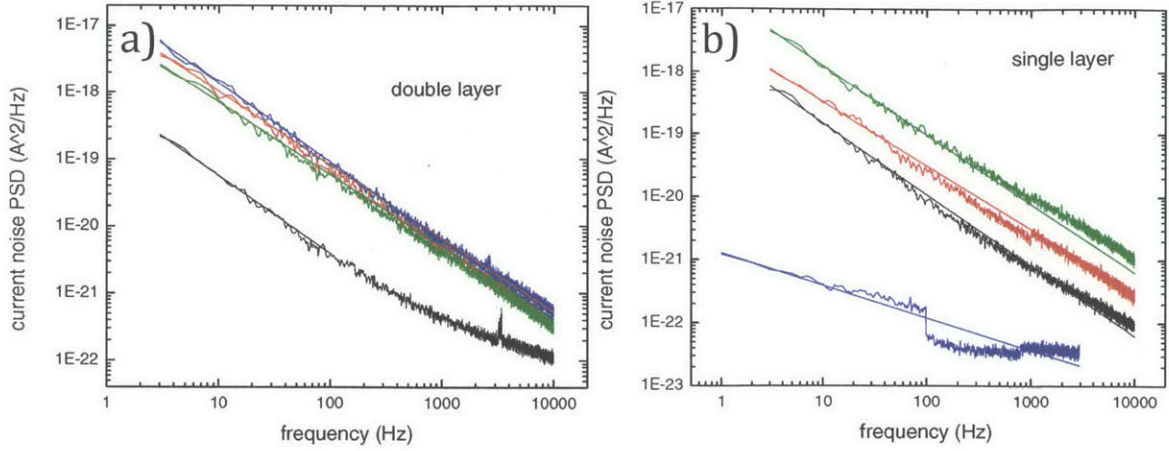 a)
double layer
current noise PSD (A^2/Hz)
1E-17
1E-18
1E-19
1E-20
1E-21
1E-22
1
10
100
1000
10000
frequency (Hz)
b)
single layer
current noise PSD (A^2/Hz)
1E-17
1E-18
1E-19
1E-20
1E-21
1E-22
1E-23
1
10
100
1000
10000
frequency (Hz)